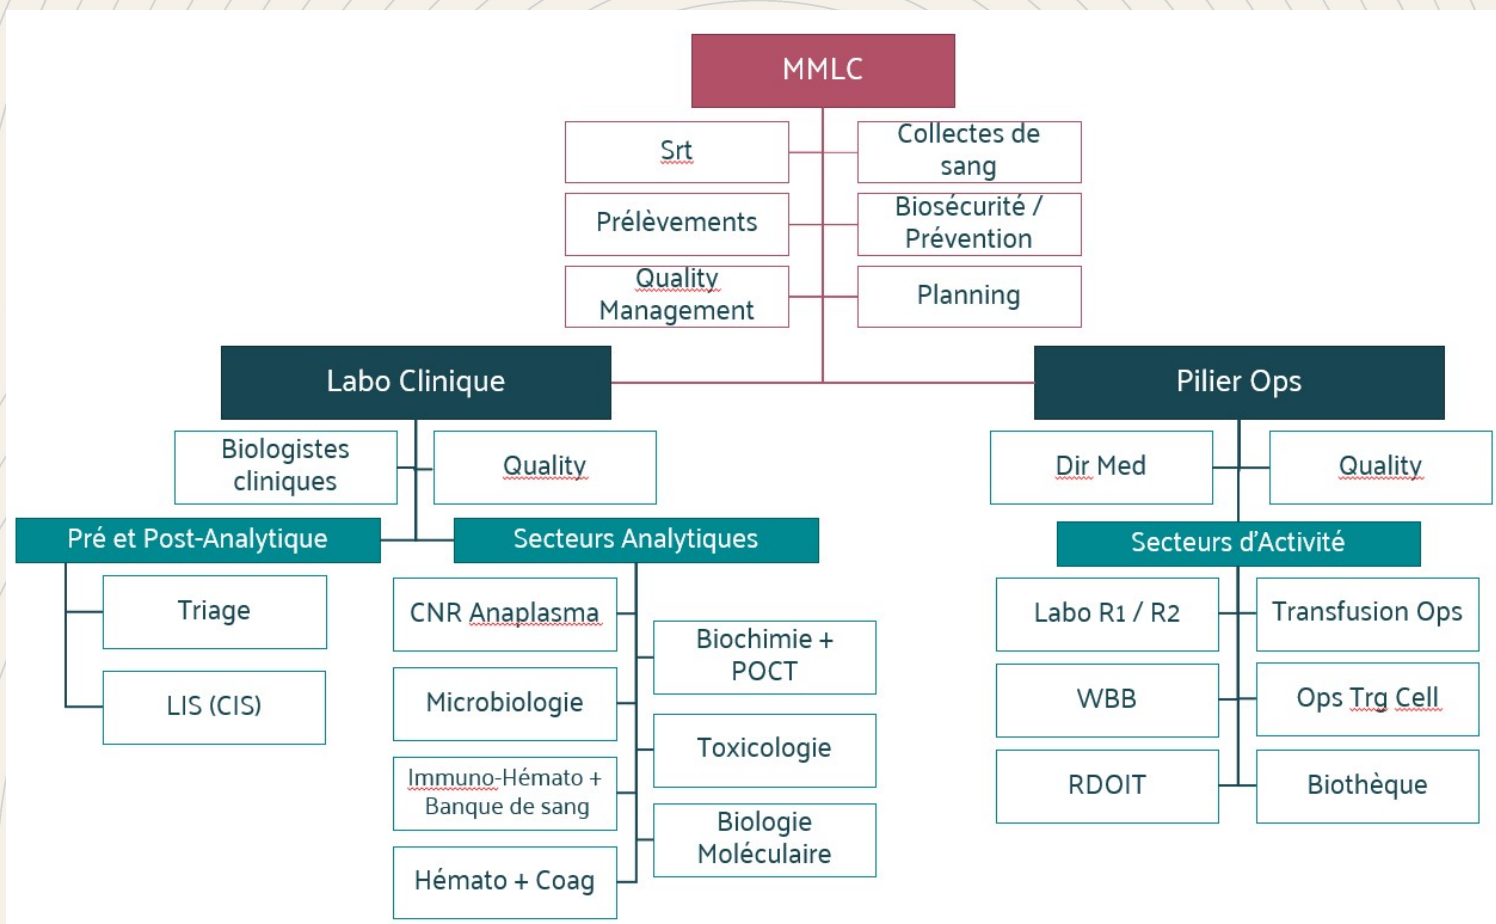 MMLC
Srt
Collectes de
sang
Prélèvements
Biosécurité /
Prévention
Quality
Management
Planning
Labo Clinique
Pilier Ops
Biologistes
cliniques
Quality
Dir Med
Quality
Pré et Post-Analytique
Secteurs Analytiques
Secteurs d'Activité
Triage
LIS (CIS)
CNR Anaplasma
Microbiologie
Immuno-Hémato +
Banque de sang
Hémato + Coag
Biochimie +
POCT
Toxicologie
Biologie
Moléculaire
Labo R1 / R2
Transfusion Ops
WBB
Ops Trg Cell
RDOIT
Biothèque